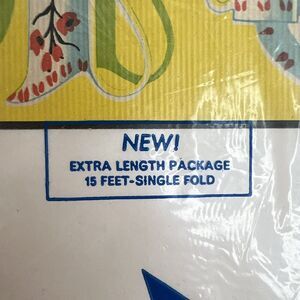 NEW!
EXTRA LENGTH PACKAGE
15 FEET-SINGLE FOLD